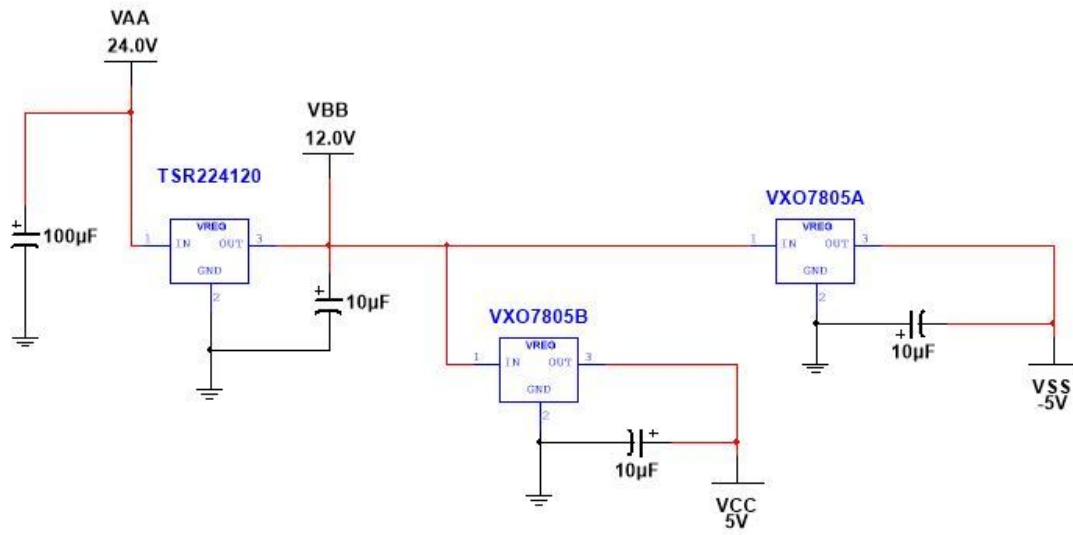 VAA
24.0V
VBB
12.0V
TSR224120
VREG
1 IN OUT 3
GND
2
100µF
+
+
10µF
VXO7805A
VREG
1 IN OUT 3
GND
2
+
10µF
VSS
-5V
VXO7805B
VREG
1 IN OUT 3
GND
2
+
10µF
VCC
5V